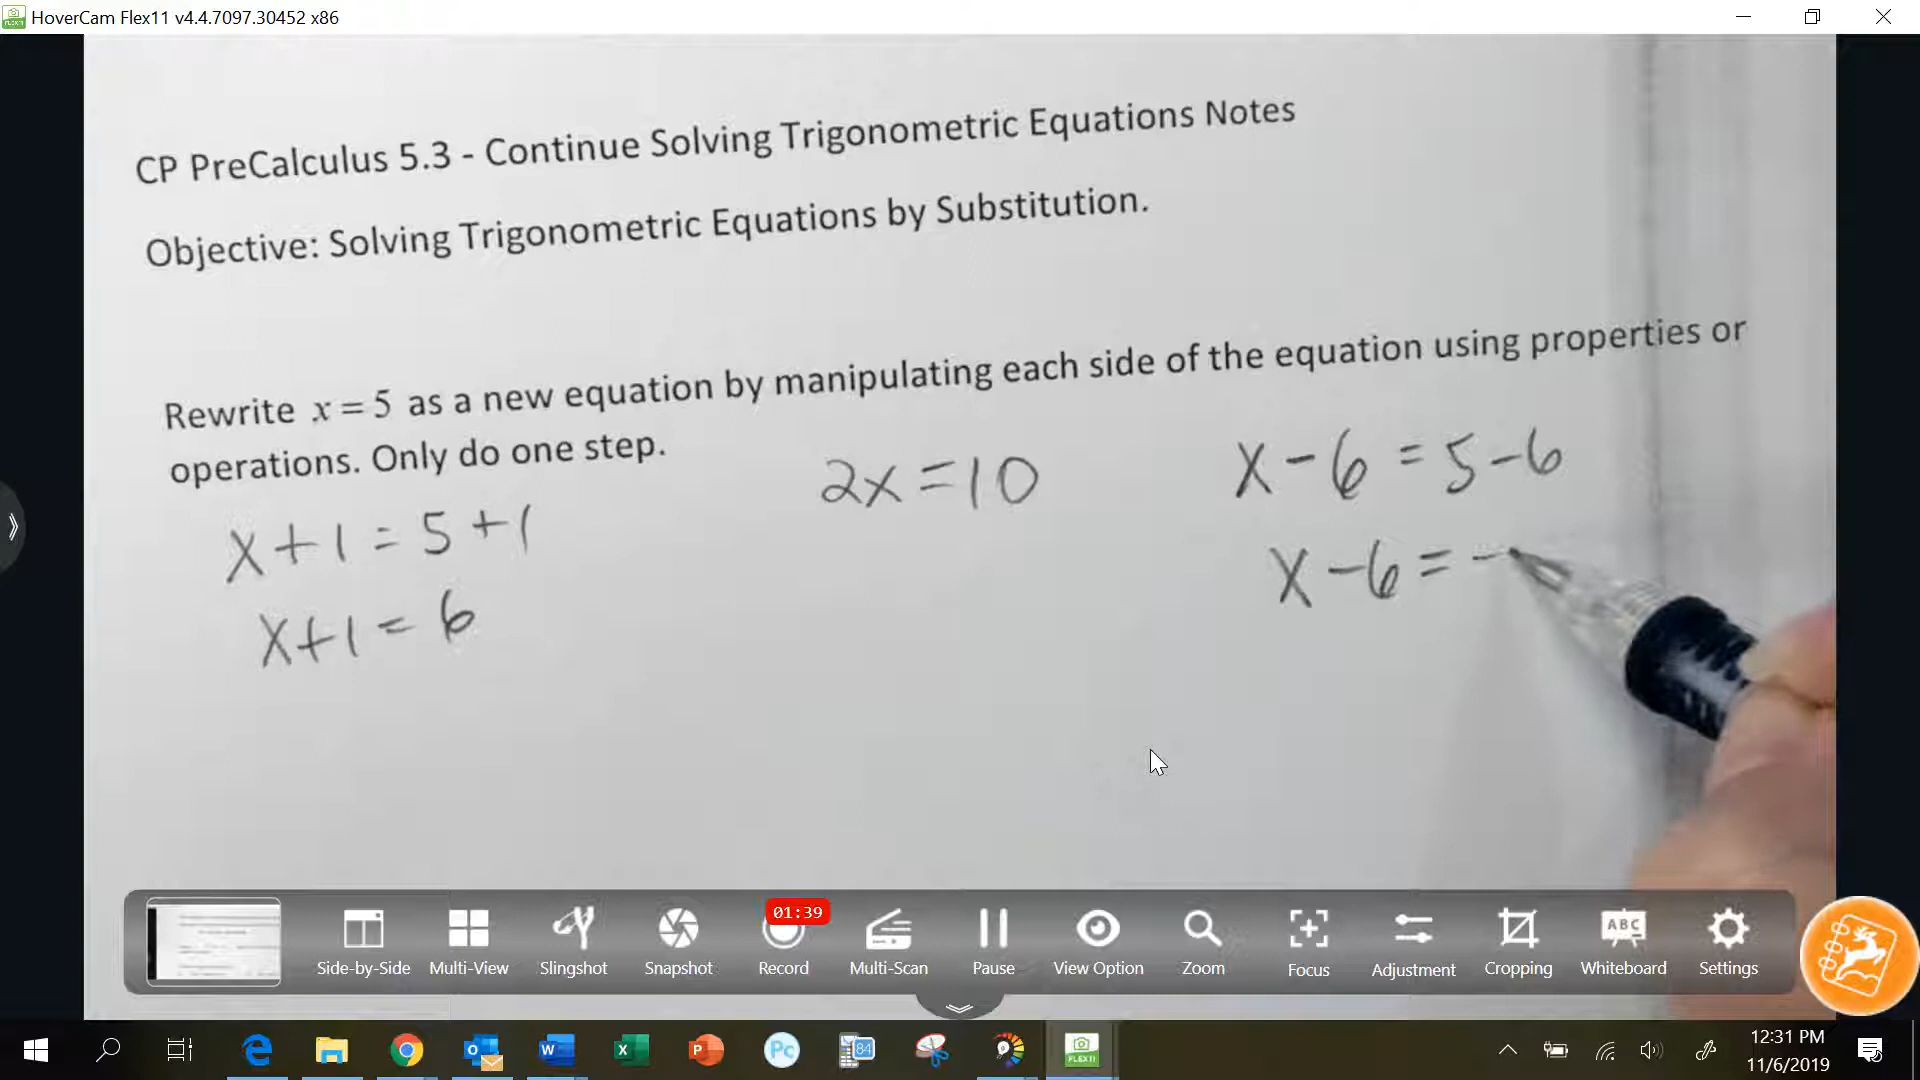 HoverCam Flex11 v4.4.7097.30452 x86
CP PreCalculus 5.3 - Continue Solving Trigonometric Equations Notes
Objective: Solving Trigonometric Equations by Substitution.
Rewrite x = 5 as a new equation by manipulating each side of the equation using properties or
operations. Only do one step.
x+1 = 5+1
x+1 = 6
2x=10
x-6 = 5-6
x-6 = -
01:39
Side-by-Side Multi-View Slingshot Snapshot Record Multi-Scan Pause View Option Zoom Focus Adjustment Cropping Whiteboard Settings
ABC
FLEX11
84
Pc
12:31 PM
11/6/2019